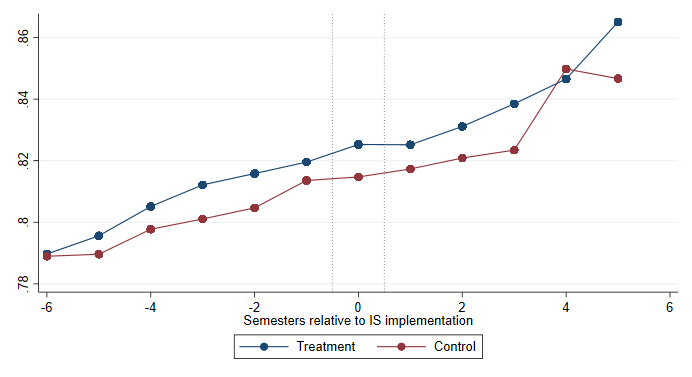 .86
.84
.82
.8
.78
-6 -4 -2 0 2 4 6
Semesters relative to IS implementation
Treatment Control